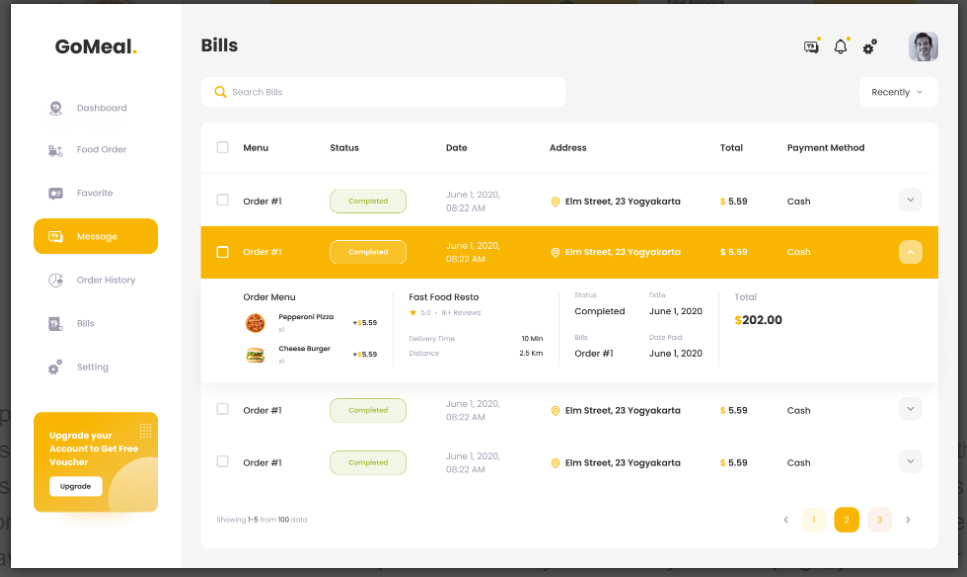 GoMeal.
Dashboard
Food Order
Favorite
Message
Order History
Bills
Setting
Upgrade your
Account to Get Free
Voucher
Upgrade
Bills
Search Bills
Recently
Menu Status Date Address Total Payment Method
Order #1 Completed June 1, 2020, 08:22 AM Elm Street, 23 Yogyakarta $ 5.59 Cash
Order #1 Completed June 1, 2020, 08:22 AM Elm Street, 23 Yogyakarta $ 5.59 Cash
Order Menu
Pepperoni Pizza
x1
+$5.59
Cheese Burger
x1
+$5.59
Fast Food Resto
5.0 • 1k+ Reviews
Delivery Time 10 Min
Distance 2.5 Km
Status Date
Completed June 1, 2020
Bills Date Paid
Order #1 June 1, 2020
Total
$202.00
Order #1 Completed June 1, 2020, 08:22 AM Elm Street, 23 Yogyakarta $ 5.59 Cash
Order #1 Completed June 1, 2020, 08:22 AM Elm Street, 23 Yogyakarta $ 5.59 Cash
Showing 1-5 from 100 data
1 2 3